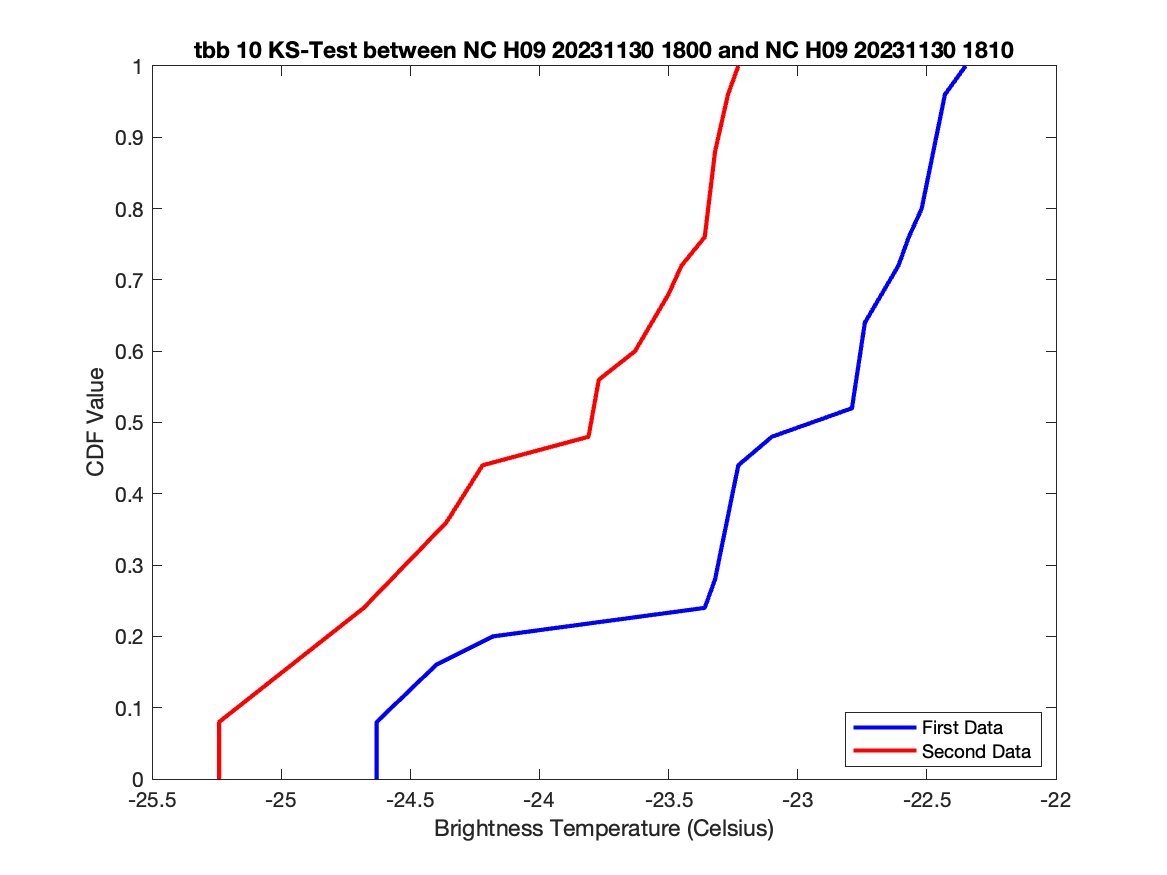 tbb 10 KS-Test between NC H09 20231130 1800 and NC H09 20231130 1810
1
0.9
0.8
0.7
0.6
0.5
0.4
0.3
0.2
0.1
0
CDF Value
First Data
Second Data
-25.5 -25 -24.5 -24 -23.5 -23 -22.5 -22
Brightness Temperature (Celsius)